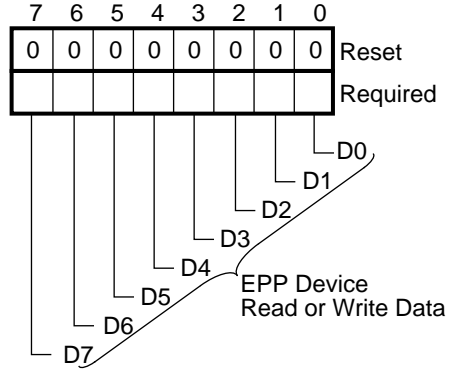 7 6 5 4 3 2 1 0
0 0 0 0 0 0 0 0 Reset
Required
D0
D1
D2
D3
D4
EPP Device
D5
Read or Write Data
D6
D7